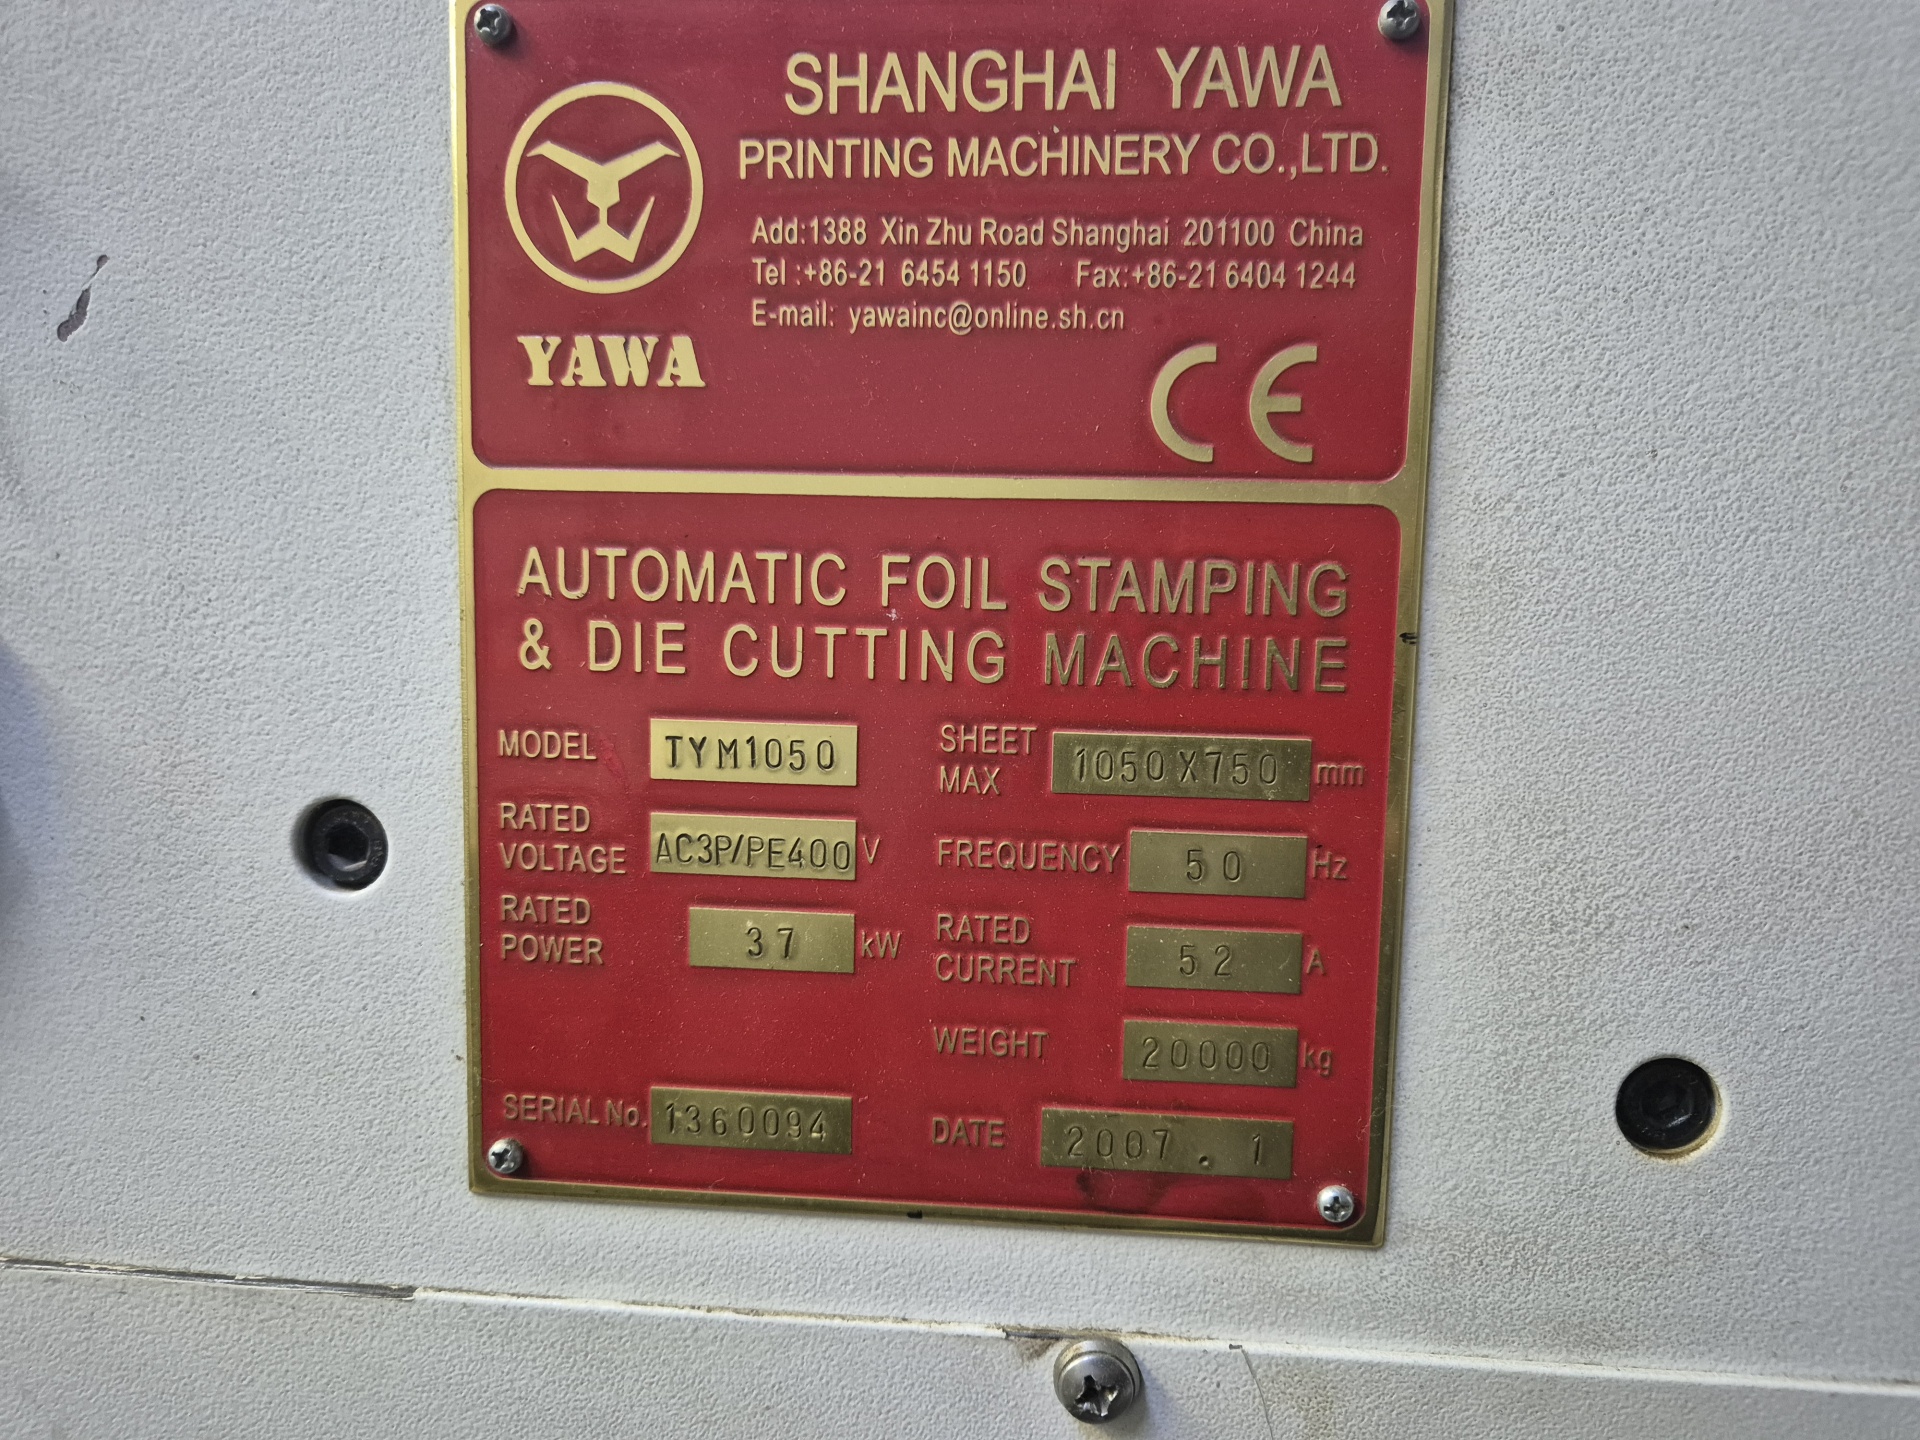 SHANGHAI YAWA
PRINTING MACHINERY CO.,LTD.
Add:1388 Xin Zhu Road Shanghai 201100 China
Tel :+86-21 6454 1150 Fax:+86-21 6404 1244
E-mail: yawainc@online.sh.cn
YAWA
CE
AUTOMATIC FOIL STAMPING
& DIE CUTTING MACHINE
MODEL TYM1050
SHEET MAX 1050X750 mm
RATED VOLTAGE AC3P/PE400 V
FREQUENCY 50 Hz
RATED POWER 37 kW
RATED CURRENT 52 A
WEIGHT 20000 kg
SERIAL No. 1360094
DATE 2007 . 1